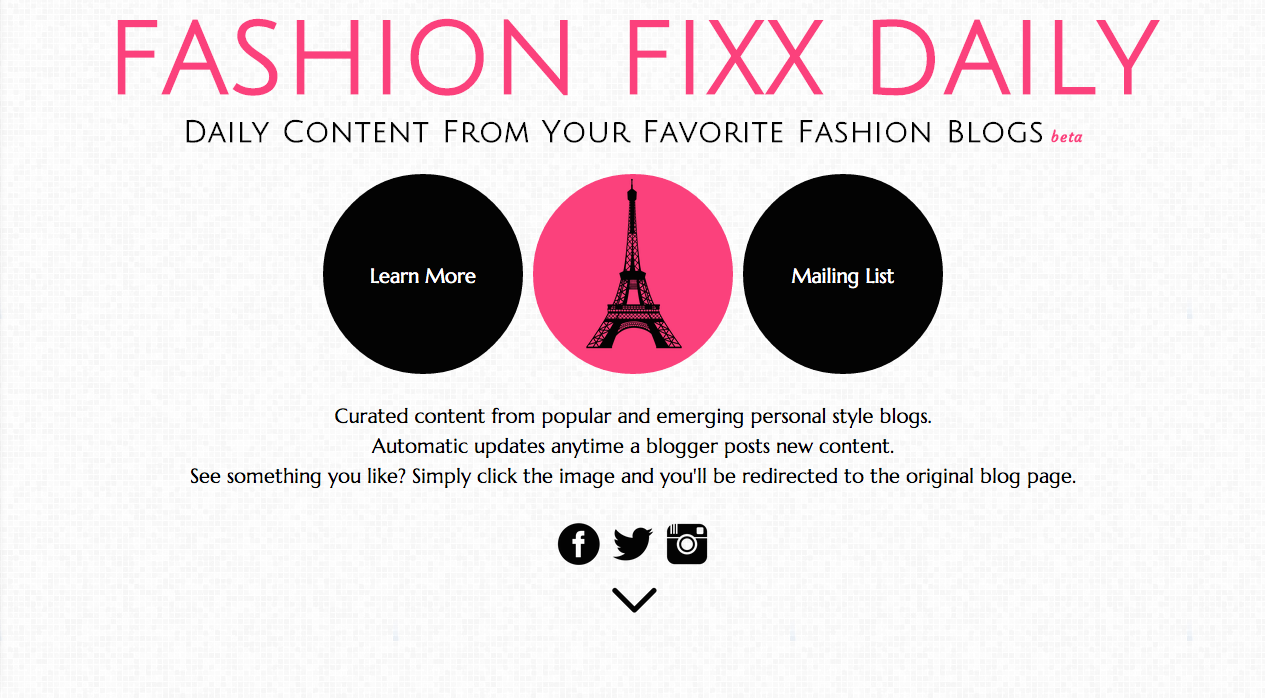 FASHION FIXX DAILY
DAILY CONTENT FROM YOUR FAVORITE FASHION BLOGS beta
Learn More
Mailing List
Curated content from popular and emerging personal style blogs.
Automatic updates anytime a blogger posts new content.
See something you like? Simply click the image and you'll be redirected to the original blog page.